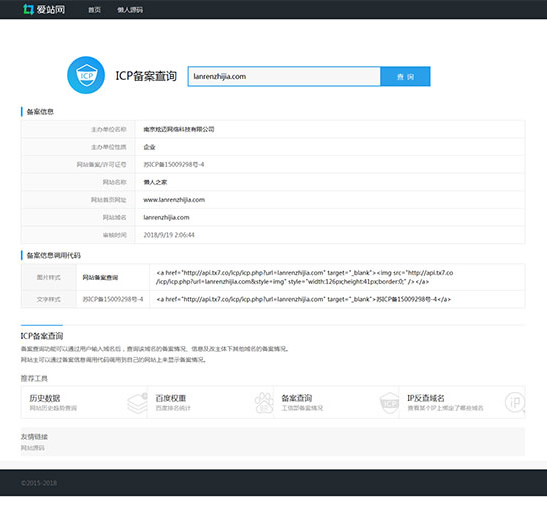 爱站网 首页 懒人源码
ICP ICP备案查询 lanrenzhijia.com 查 询
备案信息
主办单位名称 南京炫迈网络科技有限公司
主办单位性质 企业
网站备案/许可证号 苏ICP备15009298号-4
网站名称 懒人之家
网站首页网址 www.lanrenzhijia.com
网站域名 lanrenzhijia.com
审核时间 2018/9/19 2:06:44
备案信息调用代码
图片样式 网站备案查询 <a href="http://api.tx7.co/icp/icp.php?url=lanrenzhijia.com" target="_blank"><img src="http://api.tx7.co
/icp/icp.php?url=lanrenzhijia.com&style=img" style="width:126px;height:41px;border:0;" /></a>
文字样式 苏ICP备15009298号-4 <a href="http://api.tx7.co/icp/icp.php?url=lanrenzhijia.com" target="_blank">苏ICP备15009298号-4</a>
ICP备案查询
备案查询功能可以通过用户输入域名后，查询该域名的备案情况、信息及改主体下其他域名的备案情况。
网站主可以通过备案信息调用代码调用到自己的网站上来显示备案情况。
推荐工具
历史数据 百度权重 备案查询 IP反查域名
网站历史趋势查询 百度排名统计 工信部备案情况 查看某个IP上绑定了哪些域名
ICP IP
友情链接
网站源码
©2015-2018